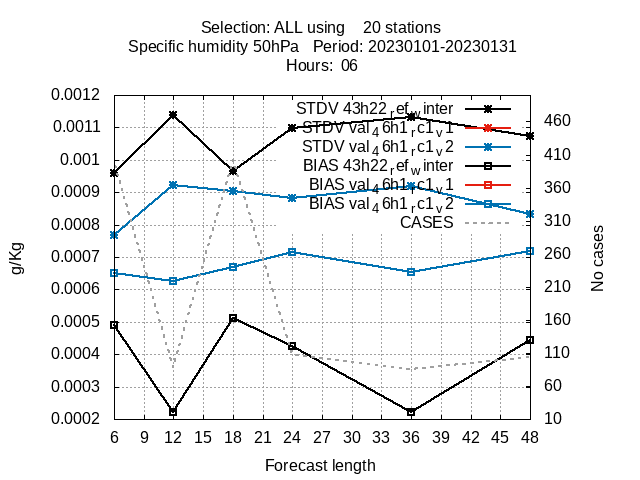 Selection: ALL using 20 stations
Specific humidity 50hPa Period: 20230101-20230131
Hours: 06
0.0012
0.0011
0.001
0.0009
0.0008
0.0007
0.0006
0.0005
0.0004
0.0003
0.0002
g/Kg
STDV 43h22_ref_winter
STDV val_46h1_rc1_v1
STDV val_46h1_rc1_v2
BIAS 43h22_ref_winter
BIAS val_46h1_rc1_v1
BIAS val_46h1_rc1_v2
CASES
460
410
360
310
260
210
160
110
60
10
No cases
6 9 12 15 18 21 24 27 30 33 36 39 42 45 48
Forecast length